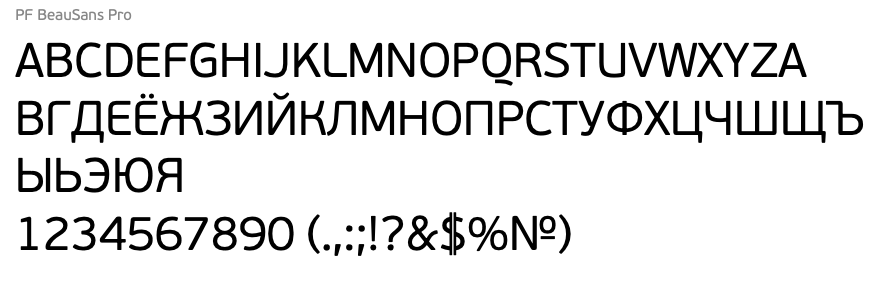 PF BeauSans Pro
ABCDEFGHIJKLMNOPQRSTUVWXYZA
ВГДЕЁЖЗИЙКЛМНОПРСТУФХЦЧШЩЪ
ЫЬЭЮЯ
1234567890 (.,:;!?&$%№)